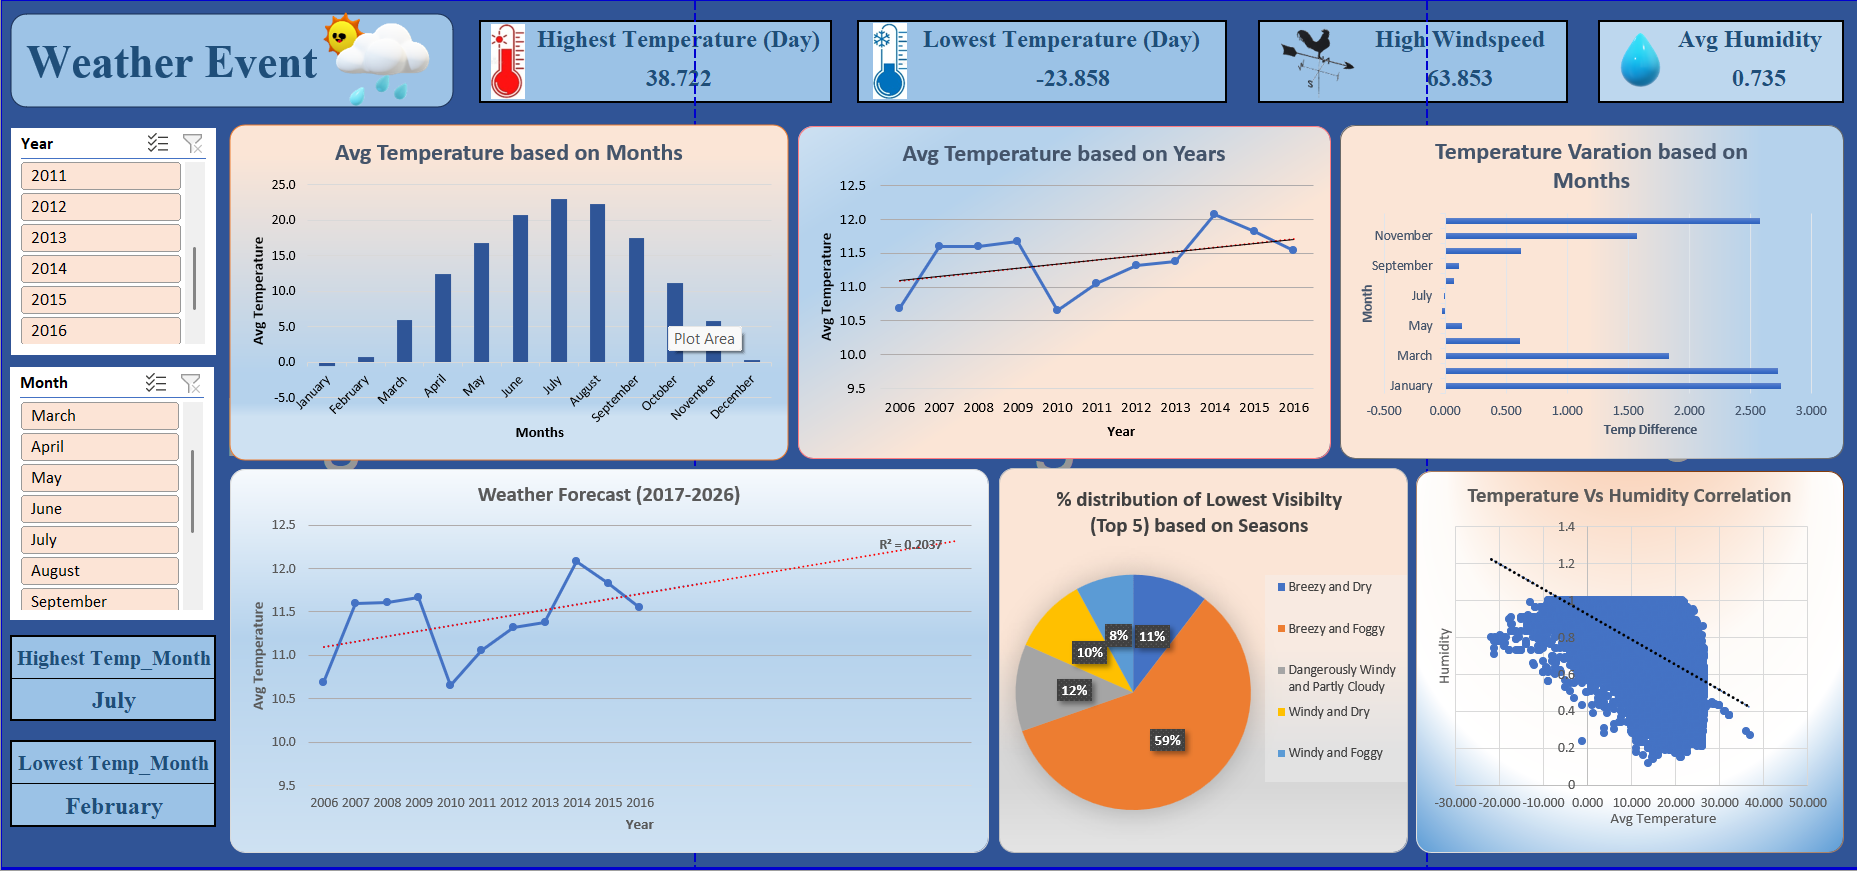 Weather Event
Highest Temperature (Day)
38.722
Lowest Temperature (Day)
-23.858
High Windspeed
63.853
Avg Humidity
0.735
Year
2011
2012
2013
2014
2015
2016
Month
March
April
May
June
July
August
September
Highest Temp_Month
July
Lowest Temp_Month
February
Avg Temperature based on Months
Avg Temperature
25.0
20.0
15.0
10.0
5.0
0.0
-5.0
January
February
March
April
May
June
July
August
September
October
November
December
Plot Area
Months
Avg Temperature based on Years
Avg Temperature
12.5
12.0
11.5
11.0
10.5
10.0
9.5
2006 2007 2008 2009 2010 2011 2012 2013 2014 2015 2016
Year
Temperature Varation based on
Months
Month
November
September
July
May
March
January
-0.500 0.000 0.500 1.000 1.500 2.000 2.500 3.000
Temp Difference
Weather Forecast (2017-2026)
Avg Temperature
12.5
12.0
11.5
11.0
10.5
10.0
9.5
R² = 0.2037
2006 2007 2008 2009 2010 2011 2012 2013 2014 2015 2016
Year
% distribution of Lowest Visibilty
(Top 5) based on Seasons
8%
11%
10%
12%
59%
Breezy and Dry
Breezy and Foggy
Dangerously Windy
and Partly Cloudy
Windy and Dry
Windy and Foggy
Temperature Vs Humidity Correlation
Humidity
1.4
1.2
1
0.8
0.6
0.4
0.2
0
-30.000 -20.000 -10.000 0.000 10.000 20.000 30.000 40.000 50.000
Avg Temperature